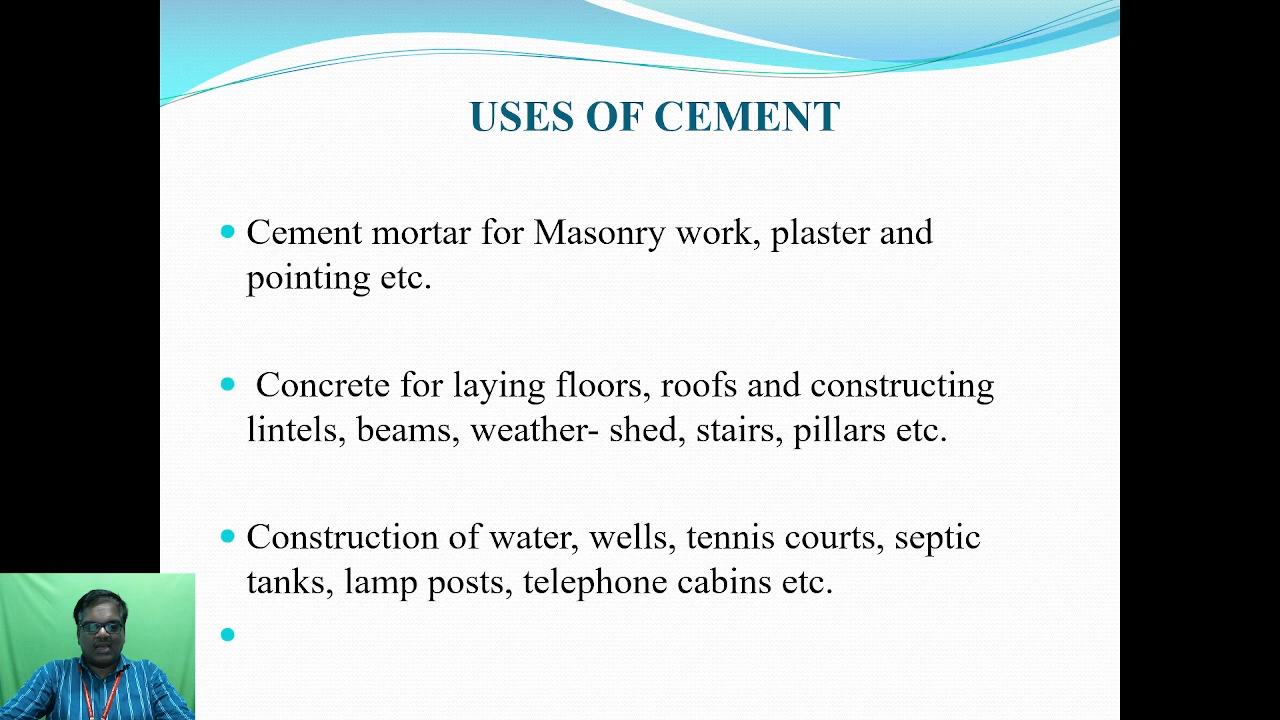 USES OF CEMENT
Cement mortar for Masonry work, plaster and
pointing etc.
Concrete for laying floors, roofs and constructing
lintels, beams, weather- shed, stairs, pillars etc.
Construction of water, wells, tennis courts, septic
tanks, lamp posts, telephone cabins etc.